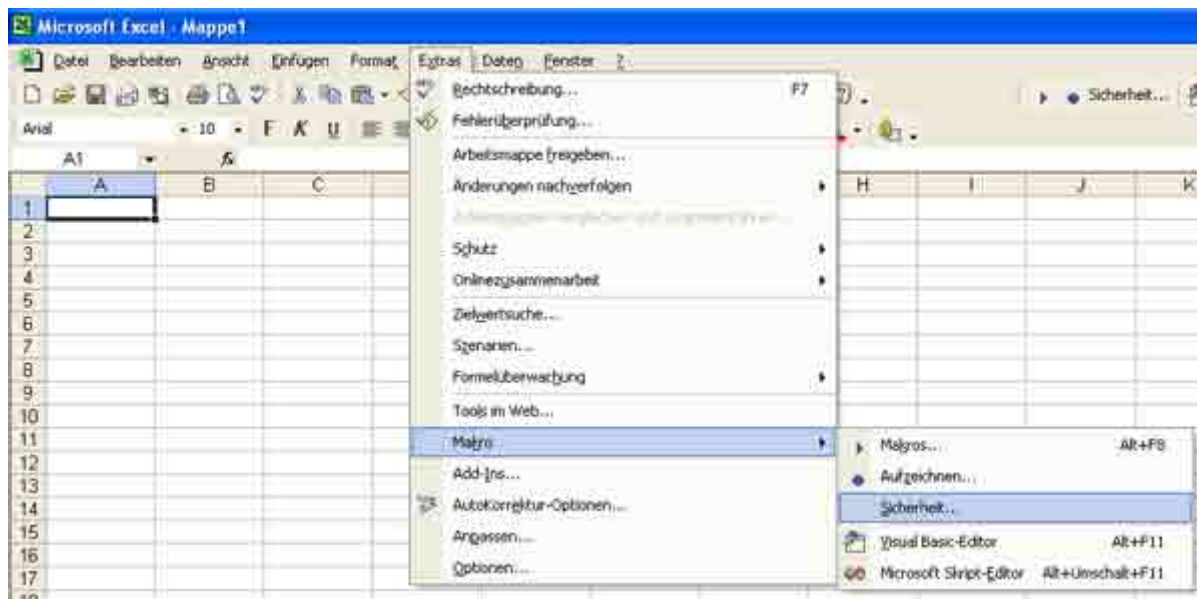 Microsoft Excel - Mappe1
Datei Bearbeiten Ansicht Einfügen Format Extras Daten Fenster ?
Sicherheit...
Arial 10 F K U
A1 fx
A B C H I J K
1
2
3
4
5
6
7
8
9
10
11
12
13
14
15
16
17
18
Rechtschreibung... F7
Fehlerüberprüfung...
Arbeitsmappe freigeben...
Änderungen nachverfolgen
Schutz
Onlinezusammenarbeit
Zielwertsuche...
Szenarien...
Formelüberwachung
Tools im Web...
Makro
Add-Ins...
AutoKorrektur-Optionen...
Anpassen...
Optionen...
Makros... Alt+F8
Aufzeichnen...
Sicherheit...
Visual Basic-Editor Alt+F11
Microsoft Skript-Editor Alt+Umschalt+F11